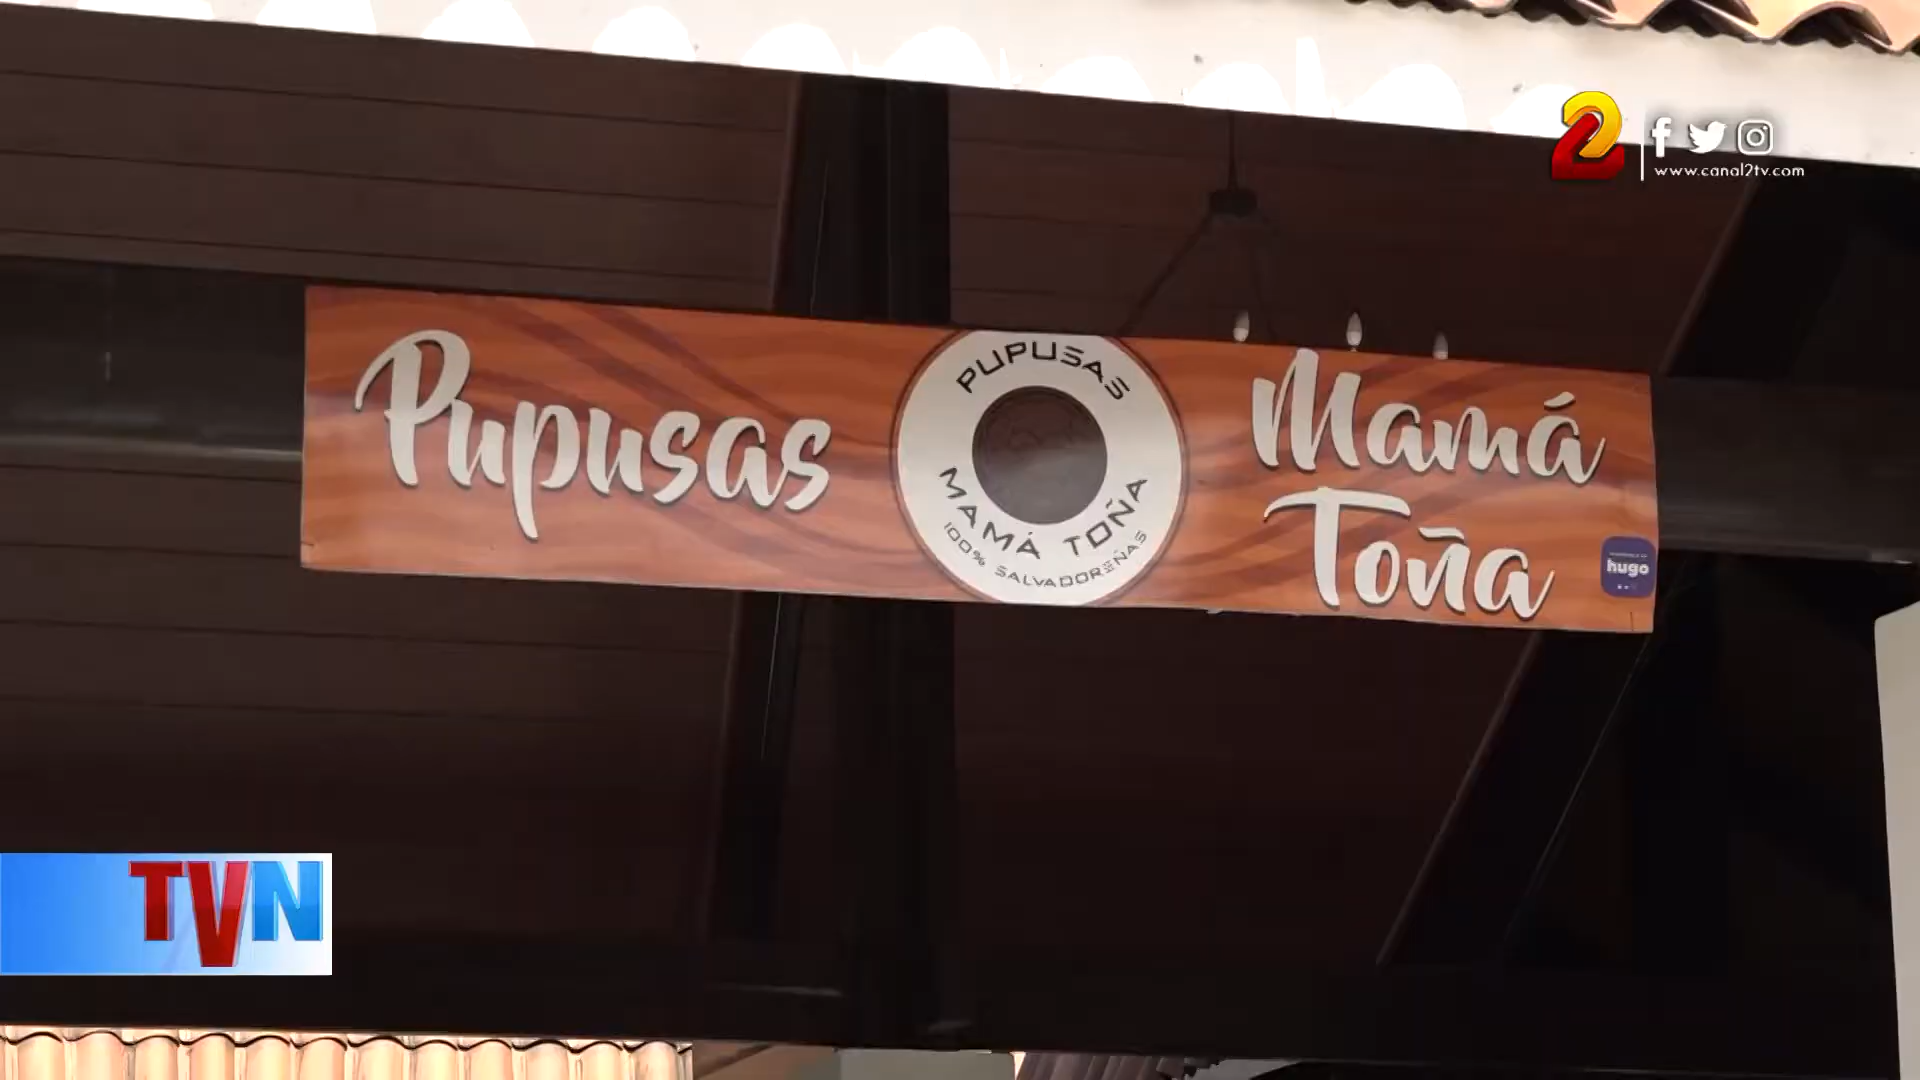 2
www.canal2tv.com
Pupusas
PUPUSAS
MAMÁ TOÑA
100% SALVADOREÑAS
Mamá
Toña
hugo
TVN